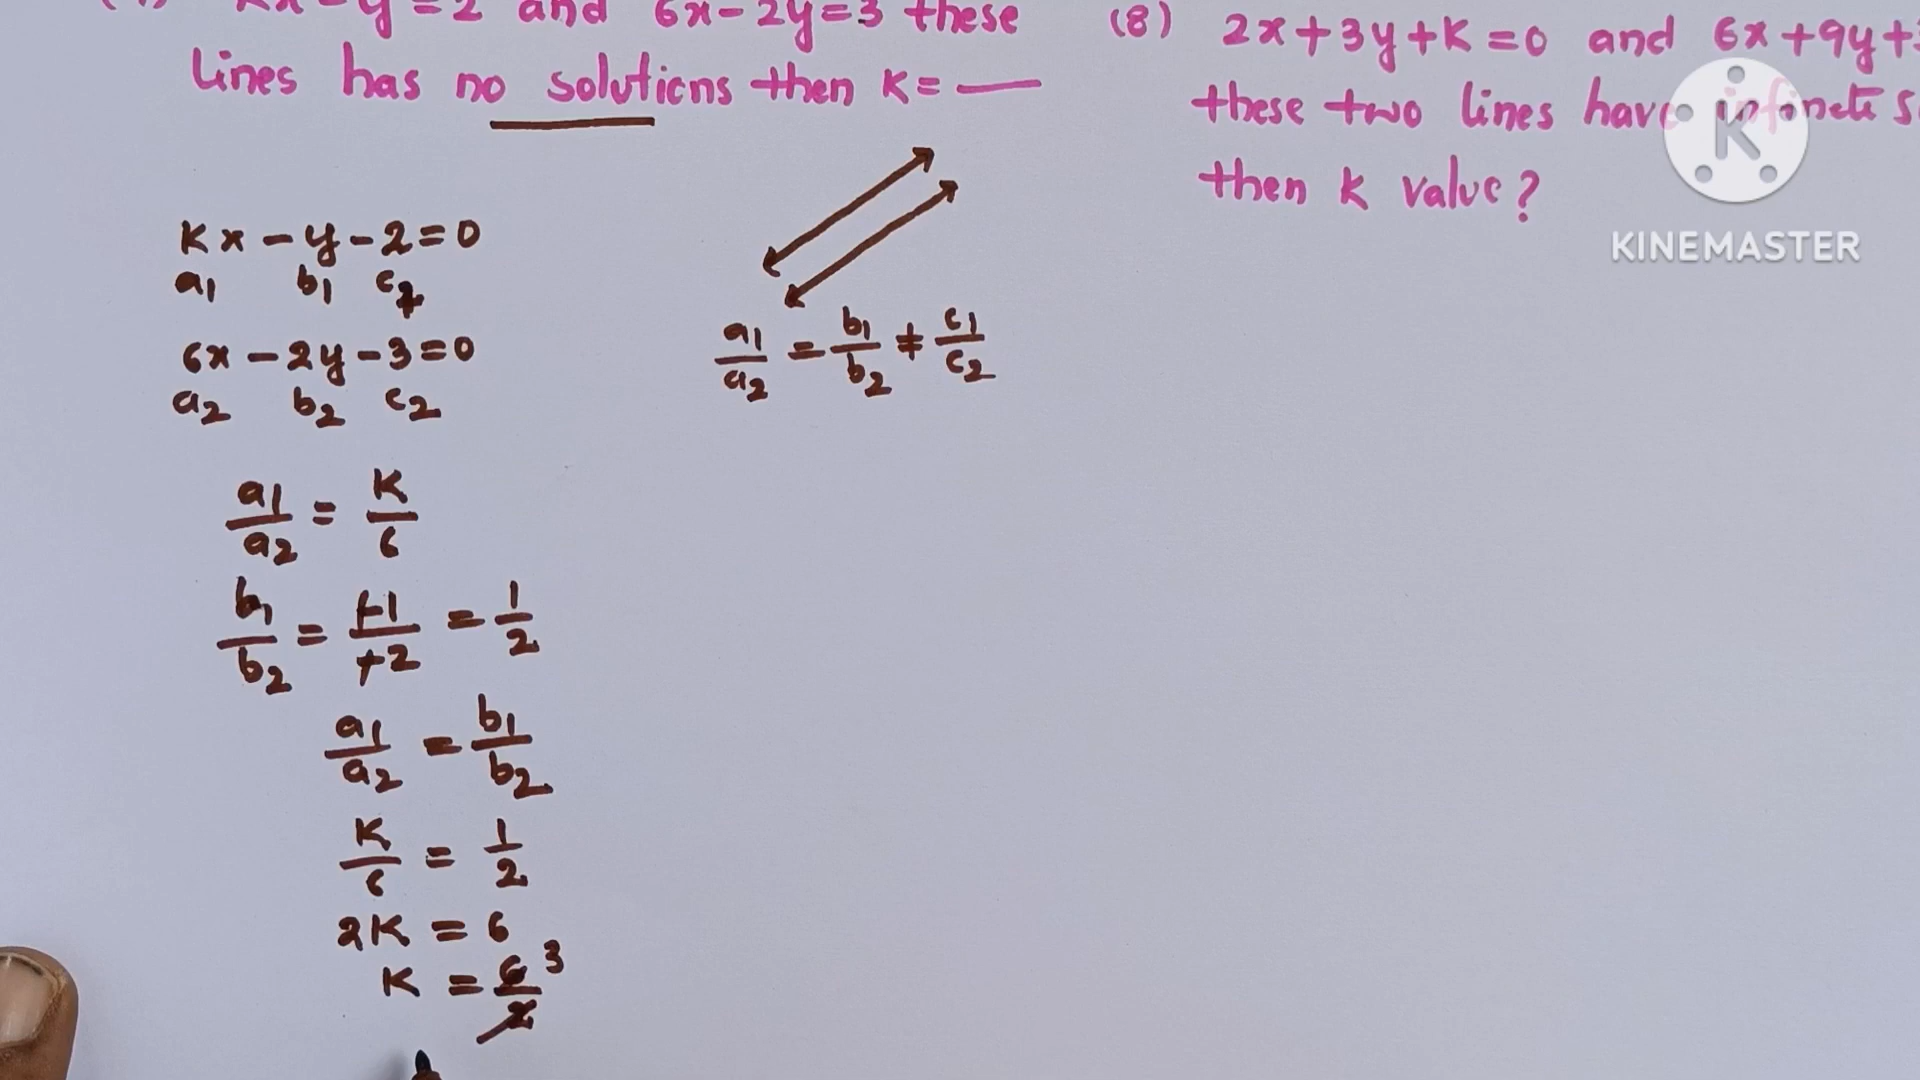 Kx-y=2 and 6x-2y=3 these
lines has no solutions then K=
Kx-y-2=0
a1 b1 c1
6x-2y-3=0
a2 b2 c2
a1/a2 = K/6
b1/b2 = +1/+2 = 1/2
a1/a2 = b1/b2
K/6 = 1/2
2K = 6
K = 6/2 3
a1/a2 = b1/b2 ≠ c1/c2
(8) 2x+3y+K=0 and 6x+9y+
these two lines have infinete
then K value?
K
KINEMASTER